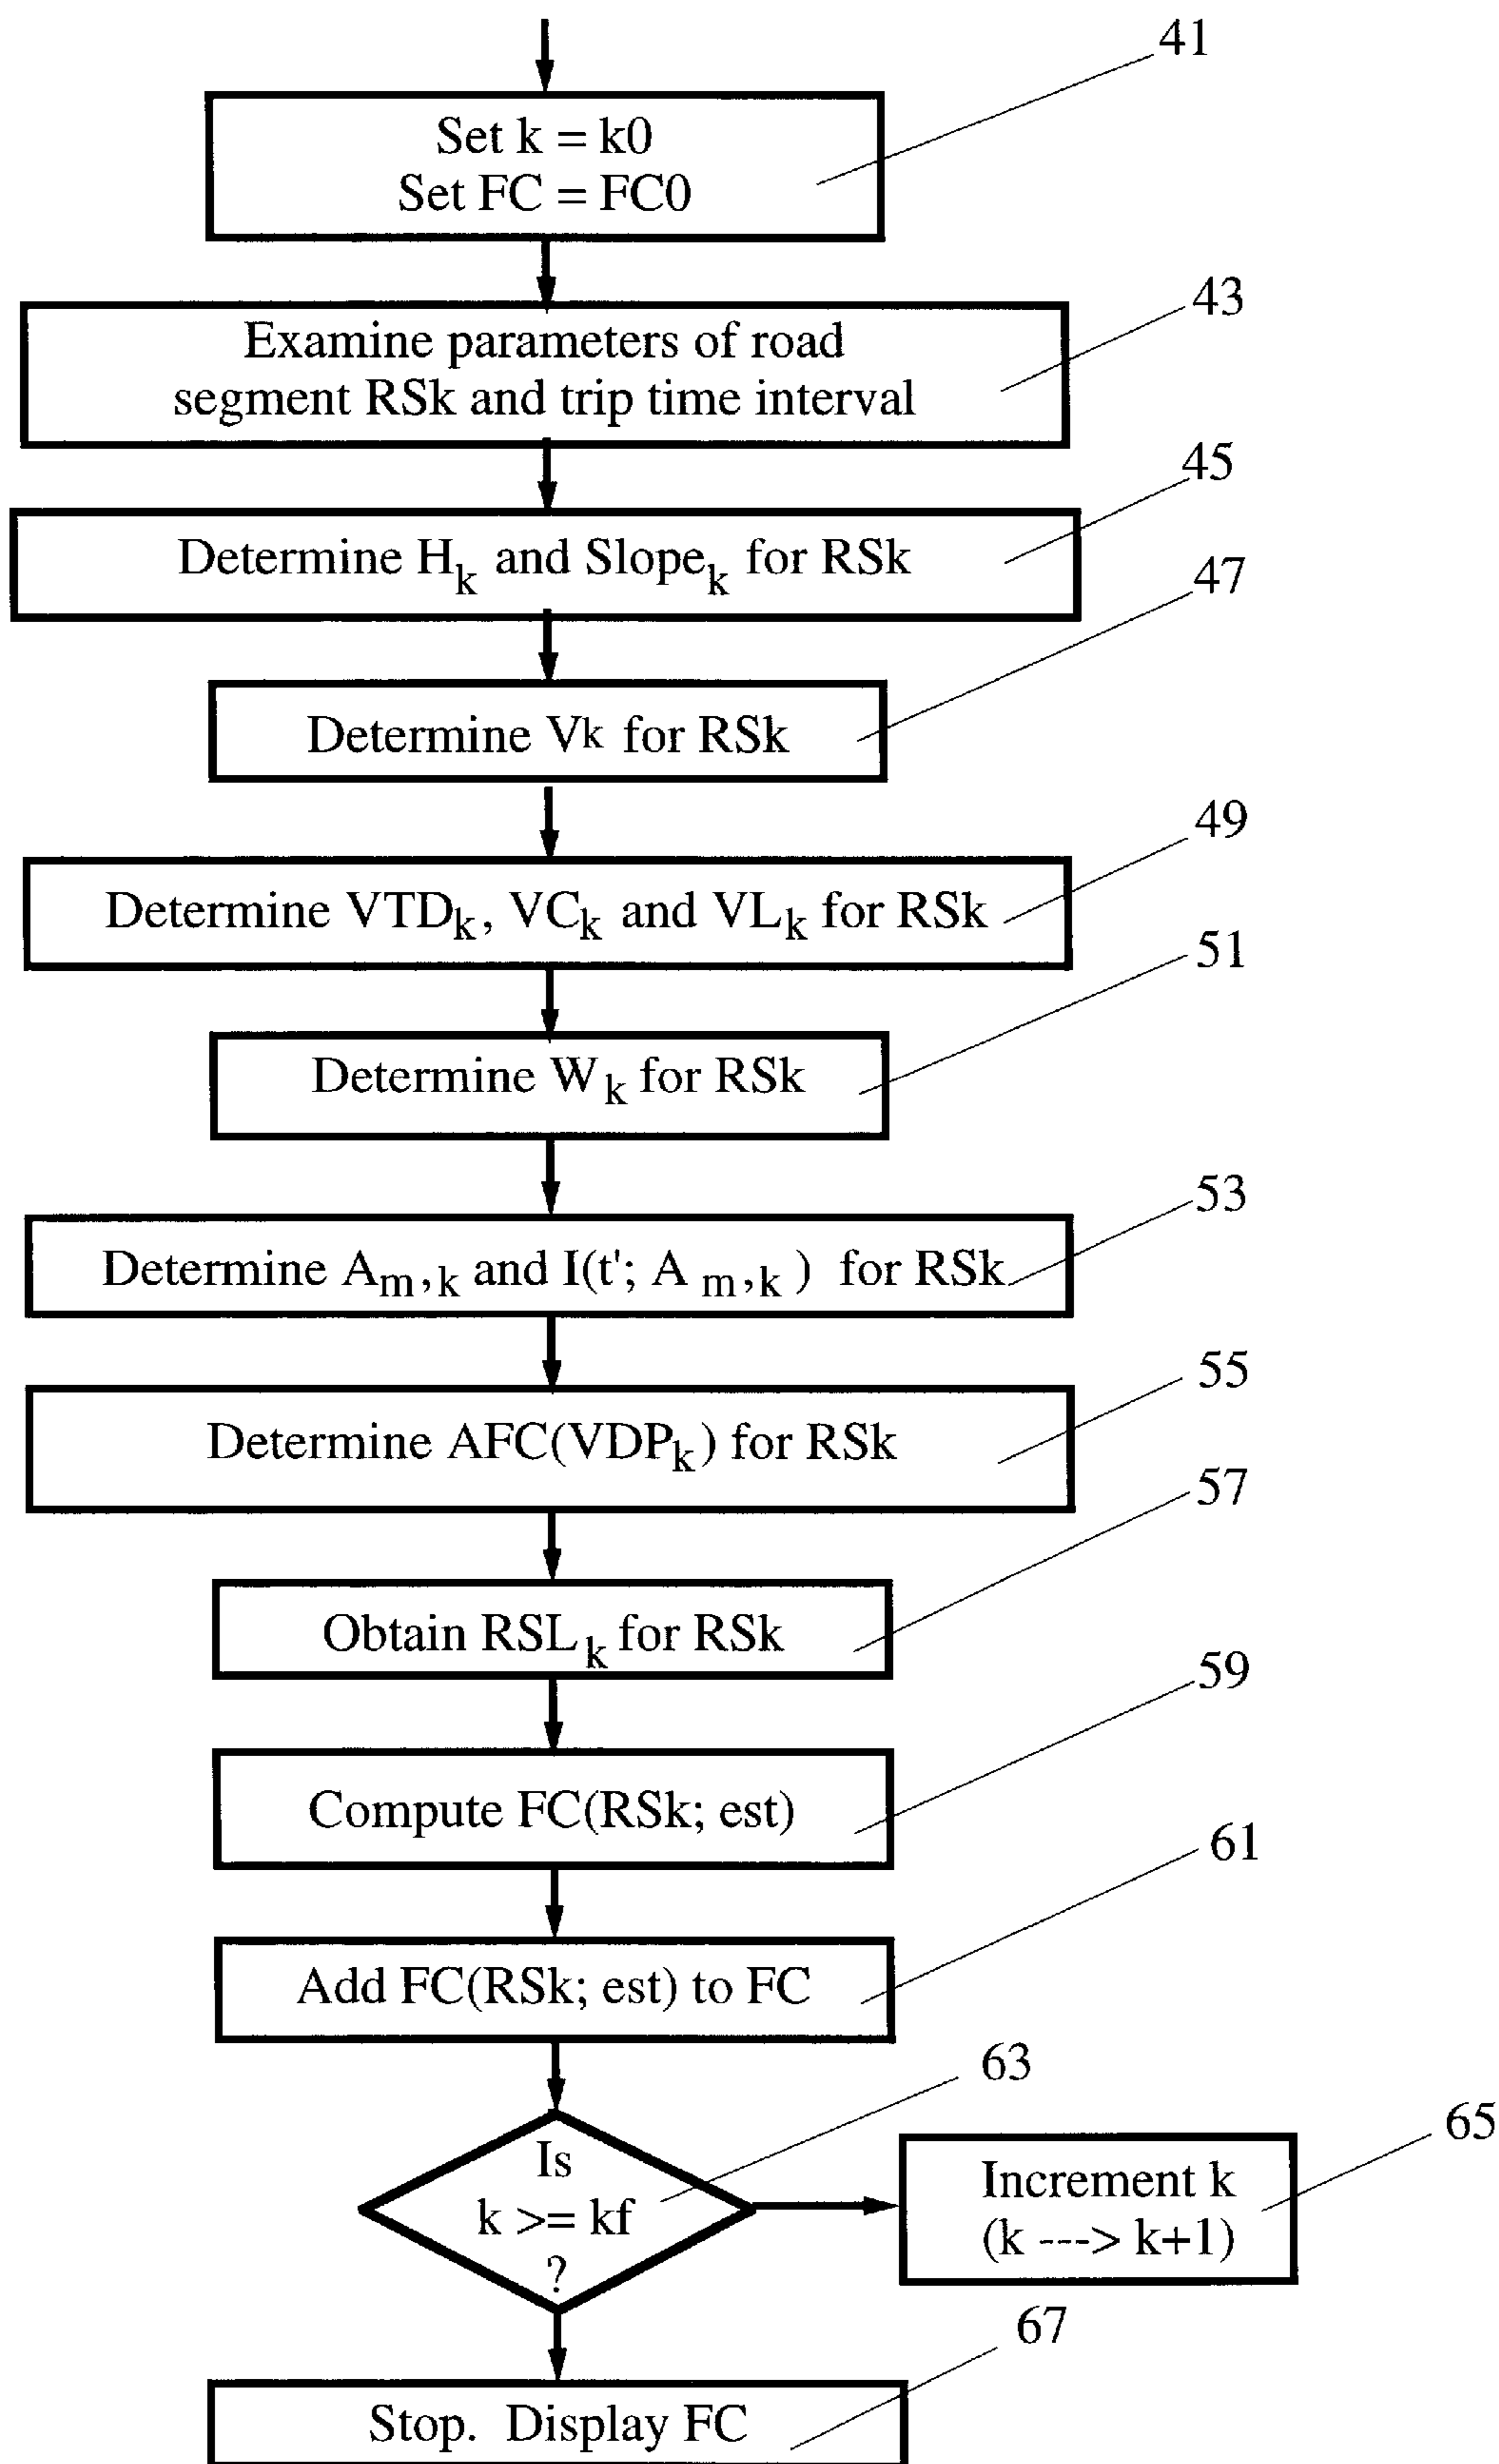 41
Set k = k0
Set FC = FC0
43
Examine parameters of road
segment RSk and trip time interval
45
Determine Hk and Slopek for RSk
47
Determine Vk for RSk
49
Determine VTDk, VCk and VLk for RSk
51
Determine Wk for RSk
53
Determine Am,k and I(t'; Am,k) for RSk
55
Determine AFC(VDPk) for RSk
57
Obtain RSLk for RSk
59
Compute FC(RSk; est)
61
Add FC(RSk; est) to FC
63
Is
k >= kf
?
65
Increment k
(k ---> k+1)
67
Stop. Display FC